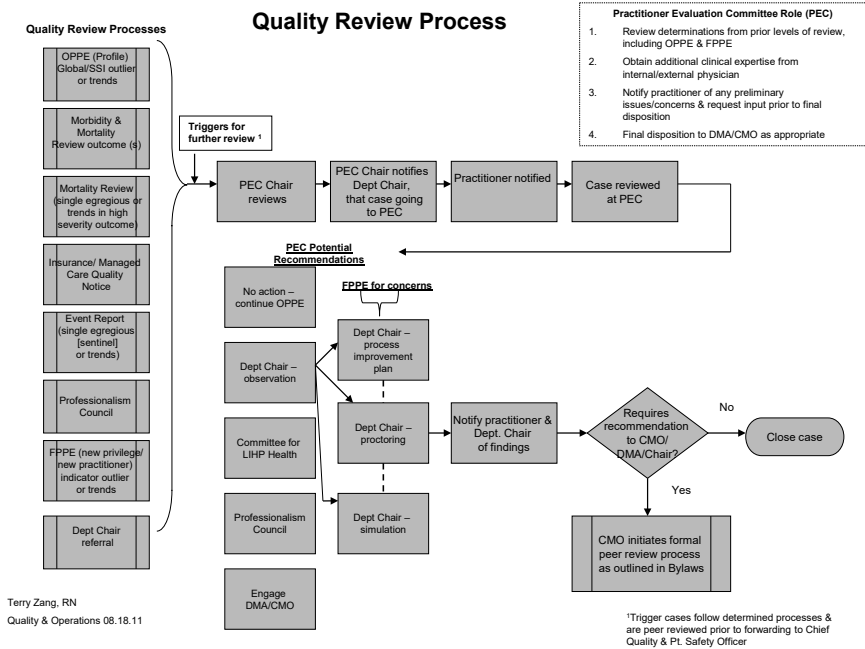 Quality Review Process
Quality Review Processes
OPPE (Profile)
Global/SSI outlier
or trends
Morbidity &
Mortality
Review outcome (s)
Mortality Review
(single egregious or
trends in high
severity outcome)
Insurance/ Managed
Care Quality
Notice
Event Report
(single egregious
[sentinel]
or trends)
Professionalism
Council
FPPE (new privilege/
new practitioner)
indicator outlier
or trends
Dept Chair
referral
Triggers for
further review 1
PEC Chair
reviews
PEC Chair notifies
Dept Chair,
that case going
to PEC
Practitioner notified
Case reviewed
at PEC
Practitioner Evaluation Committee Role (PEC)
1. Review determinations from prior levels of review,
including OPPE & FPPE
2. Obtain additional clinical expertise from
internal/external physician
3. Notify practitioner of any preliminary
issues/concerns & request input prior to final
disposition
4. Final disposition to DMA/CMO as appropriate
PEC Potential
Recommendations
No action –
continue OPPE
Dept Chair –
observation
Committee for
LIHP Health
Professionalism
Council
Engage
DMA/CMO
FPPE for concerns
Dept Chair –
process
improvement
plan
Dept Chair –
proctoring
Dept Chair –
simulation
Notify practitioner &
Dept. Chair
of findings
Requires
recommendation
to CMO/
DMA/Chair?
No
Close case
Yes
CMO initiates formal
peer review process
as outlined in Bylaws
Terry Zang, RN
Quality & Operations 08.18.11
1Trigger cases follow determined processes &
are peer reviewed prior to forwarding to Chief
Quality & Pt. Safety Officer